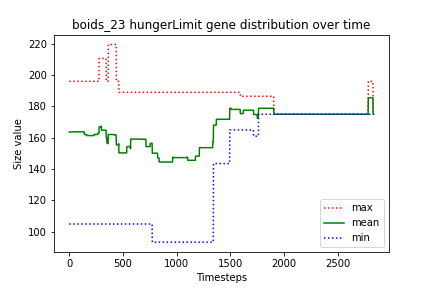 boids_23 hungerLimit gene distribution over time
Size value
220
200
180
160
140
120
100
0 500 1000 1500 2000 2500
Timesteps
max
mean
min